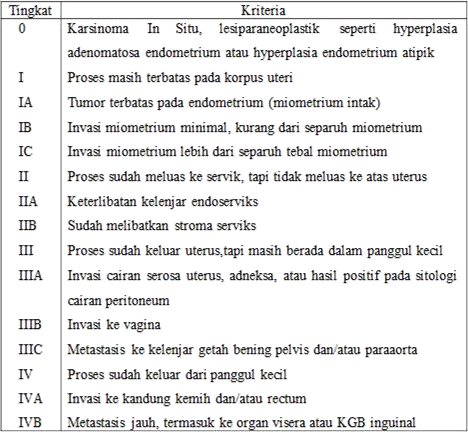 Tingkat Kriteria
0 Karsinoma In Situ, lesiparaneoplastik seperti hyperplasia
adenomatosa endometrium atau hyperplasia endometrium atipik
I Proses masih terbatas pada korpus uteri
IA Tumor terbatas pada endometrium (miometrium intak)
IB Invasi miometrium minimal, kurang dari separuh miometrium
IC Invasi miometrium lebih dari separuh tebal miometrium
II Proses sudah meluas ke servik, tapi tidak meluas ke atas uterus
IIA Keterlibatan kelenjar endoserviks
IIB Sudah melibatkan stroma serviks
III Proses sudah keluar uterus,tapi masih berada dalam panggul kecil
IIIA Invasi cairan serosa uterus, adneksa, atau hasil positif pada sitologi
cairan peritoneum
IIIB Invasi ke vagina
IIIC Metastasis ke kelenjar getah bening pelvis dan/atau paraaorta
IV Proses sudah keluar dari panggul kecil
IVA Invasi ke kandung kemih dan/atau rectum
IVB Metastasis jauh, termasuk ke organ visera atau KGB inguinal